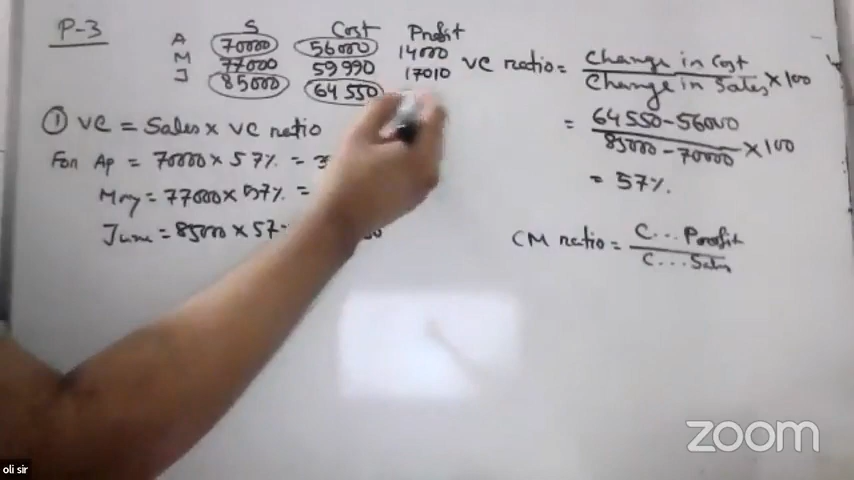 P-3
S Cost Profit
A 70000 56000 14000
M 77000 59990 17010
J 85000 64550
VC ratio = Change in Cost / Change in Sales × 100
= 64550-56000 / 85000-70000 × 100
= 57%.
① VC = Sales × VC ratio
For Ap = 70000 × 57% =
May = 77000 × 57% =
June = 85000 × 57
CM ratio = C... Profit / C... Sales
zoom
oli sir